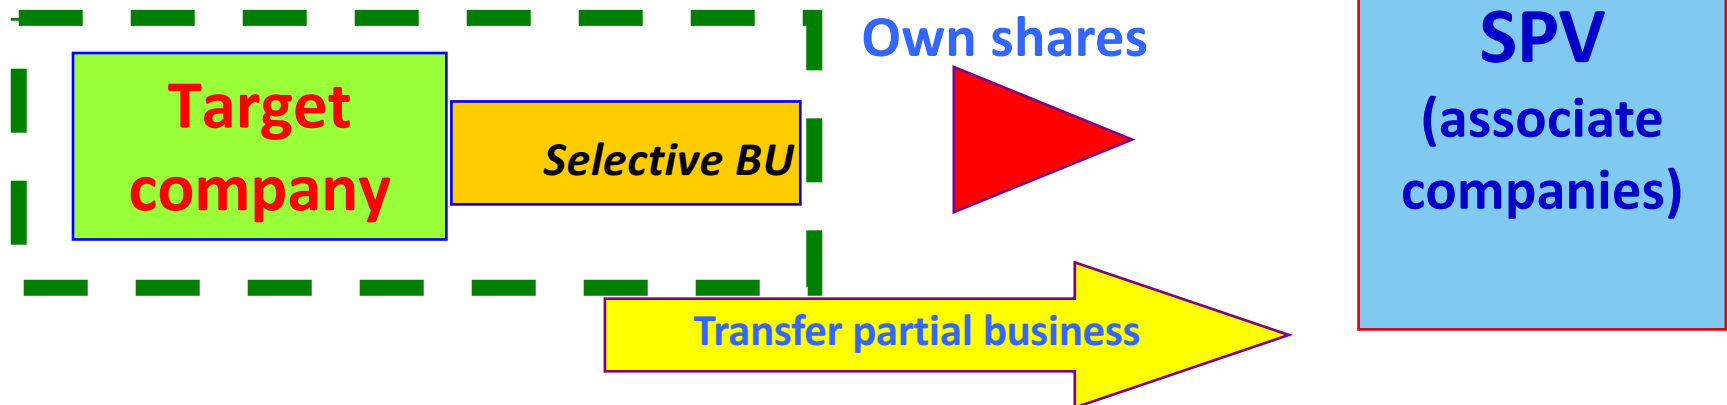 Own shares
SPV
(associate
companies)
Target
company
Selective BU
Transfer partial business